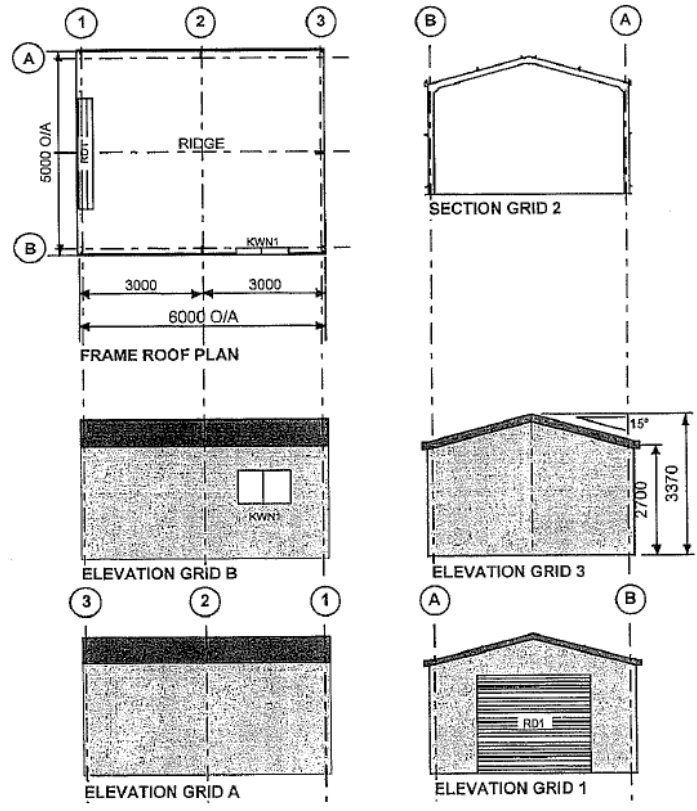 1
2
3
A
RD1
RIDGE
5000 O/A
B
KWN1
3000
3000
6000 O/A
FRAME ROOF PLAN
B
A
SECTION GRID 2
KWN1
ELEVATION GRID B
15°
2700
3370
ELEVATION GRID 3
3
2
1
ELEVATION GRID A
A
B
RD1
ELEVATION GRID 1